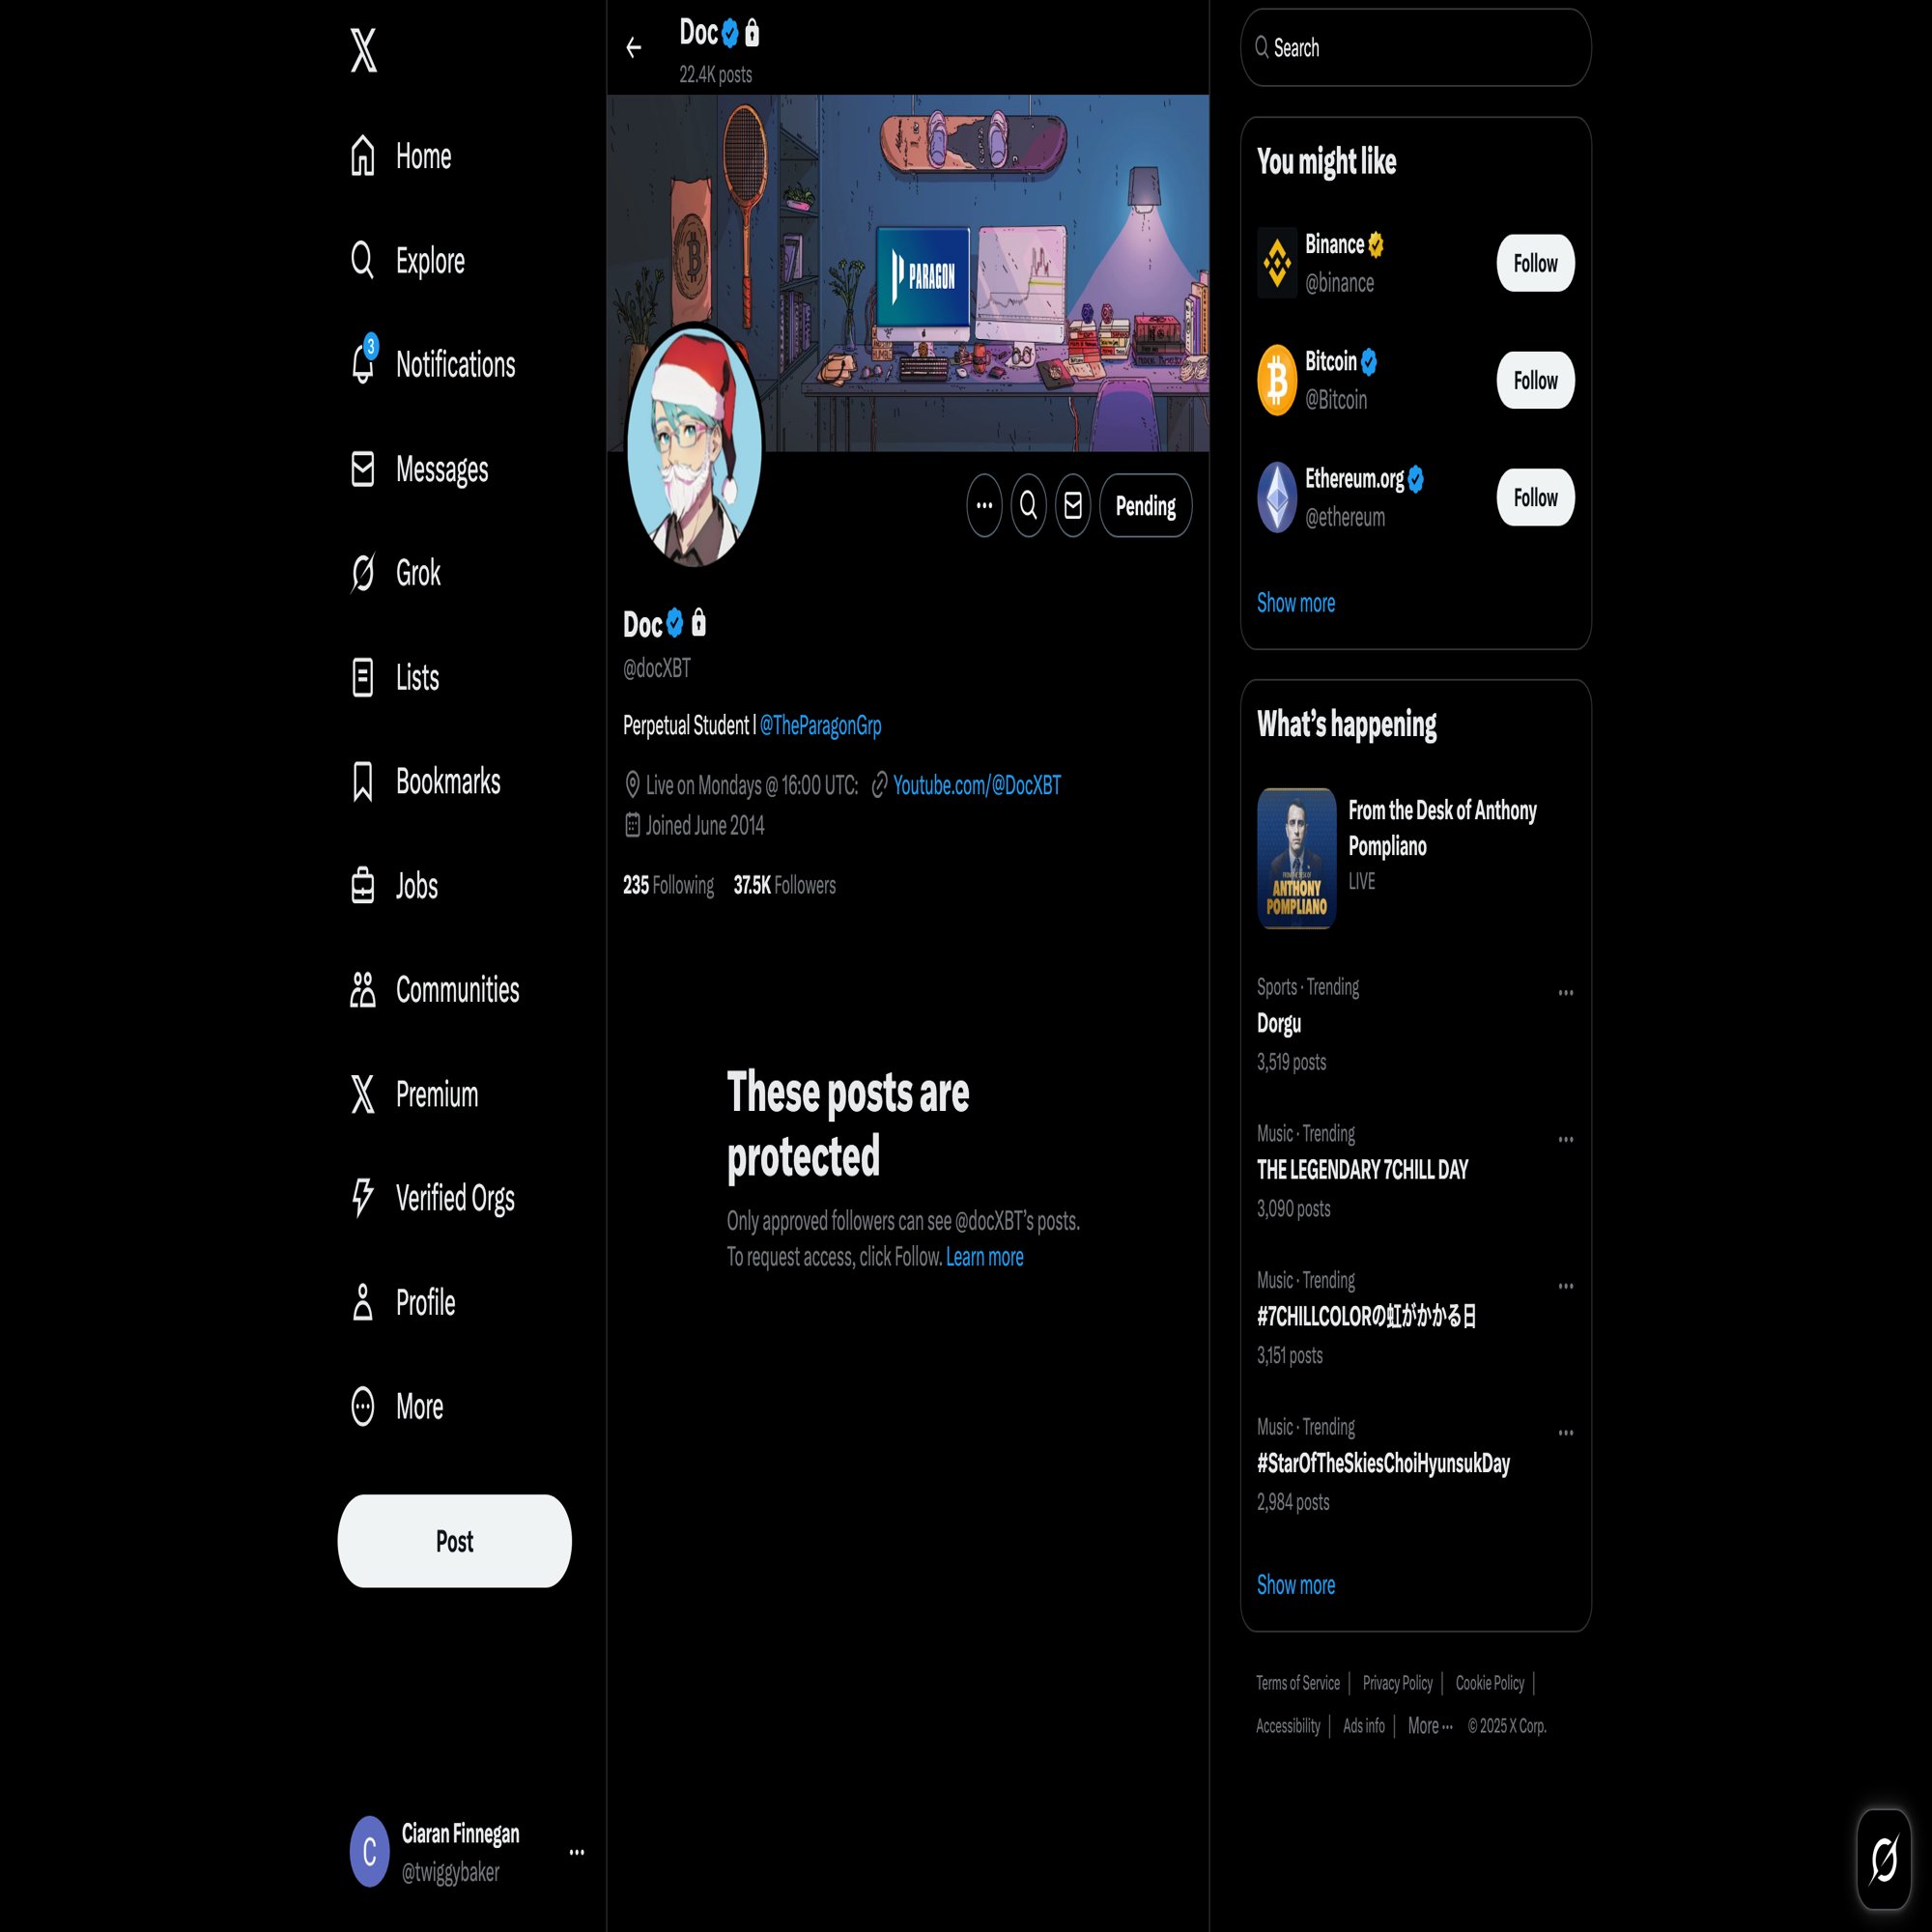 Home
Explore
3
Notifications
Messages
Grok
Lists
Bookmarks
Jobs
Communities
Premium
Verified Orgs
Profile
More
Post
C
Ciaran Finnegan
@twiggybaker
Doc
22.4K posts
PARAGON
Pending
Doc
@docXBT
Perpetual Student | @TheParagonGrp
Live on Mondays @ 16:00 UTC: Youtube.com/@DocXBT
Joined June 2014
235 Following 37.5K Followers
These posts are
protected
Only approved followers can see @docXBT’s posts.
To request access, click Follow. Learn more
Search
You might like
Binance
@binance
Follow
Bitcoin
@Bitcoin
Follow
Ethereum.org
@ethereum
Follow
Show more
What’s happening
FROM THE DESK OF
ANTHONY
POMPLIANO
From the Desk of Anthony
Pompliano
LIVE
Sports · Trending
Dorgu
3,519 posts
Music · Trending
THE LEGENDARY 7CHILL DAY
3,090 posts
Music · Trending
#7CHILLCOLORの虹がかかる日
3,151 posts
Music · Trending
#StarOfTheSkiesChoiHyunsukDay
2,984 posts
Show more
Terms of Service | Privacy Policy | Cookie Policy |
Accessibility | Ads info | More ··· © 2025 X Corp.